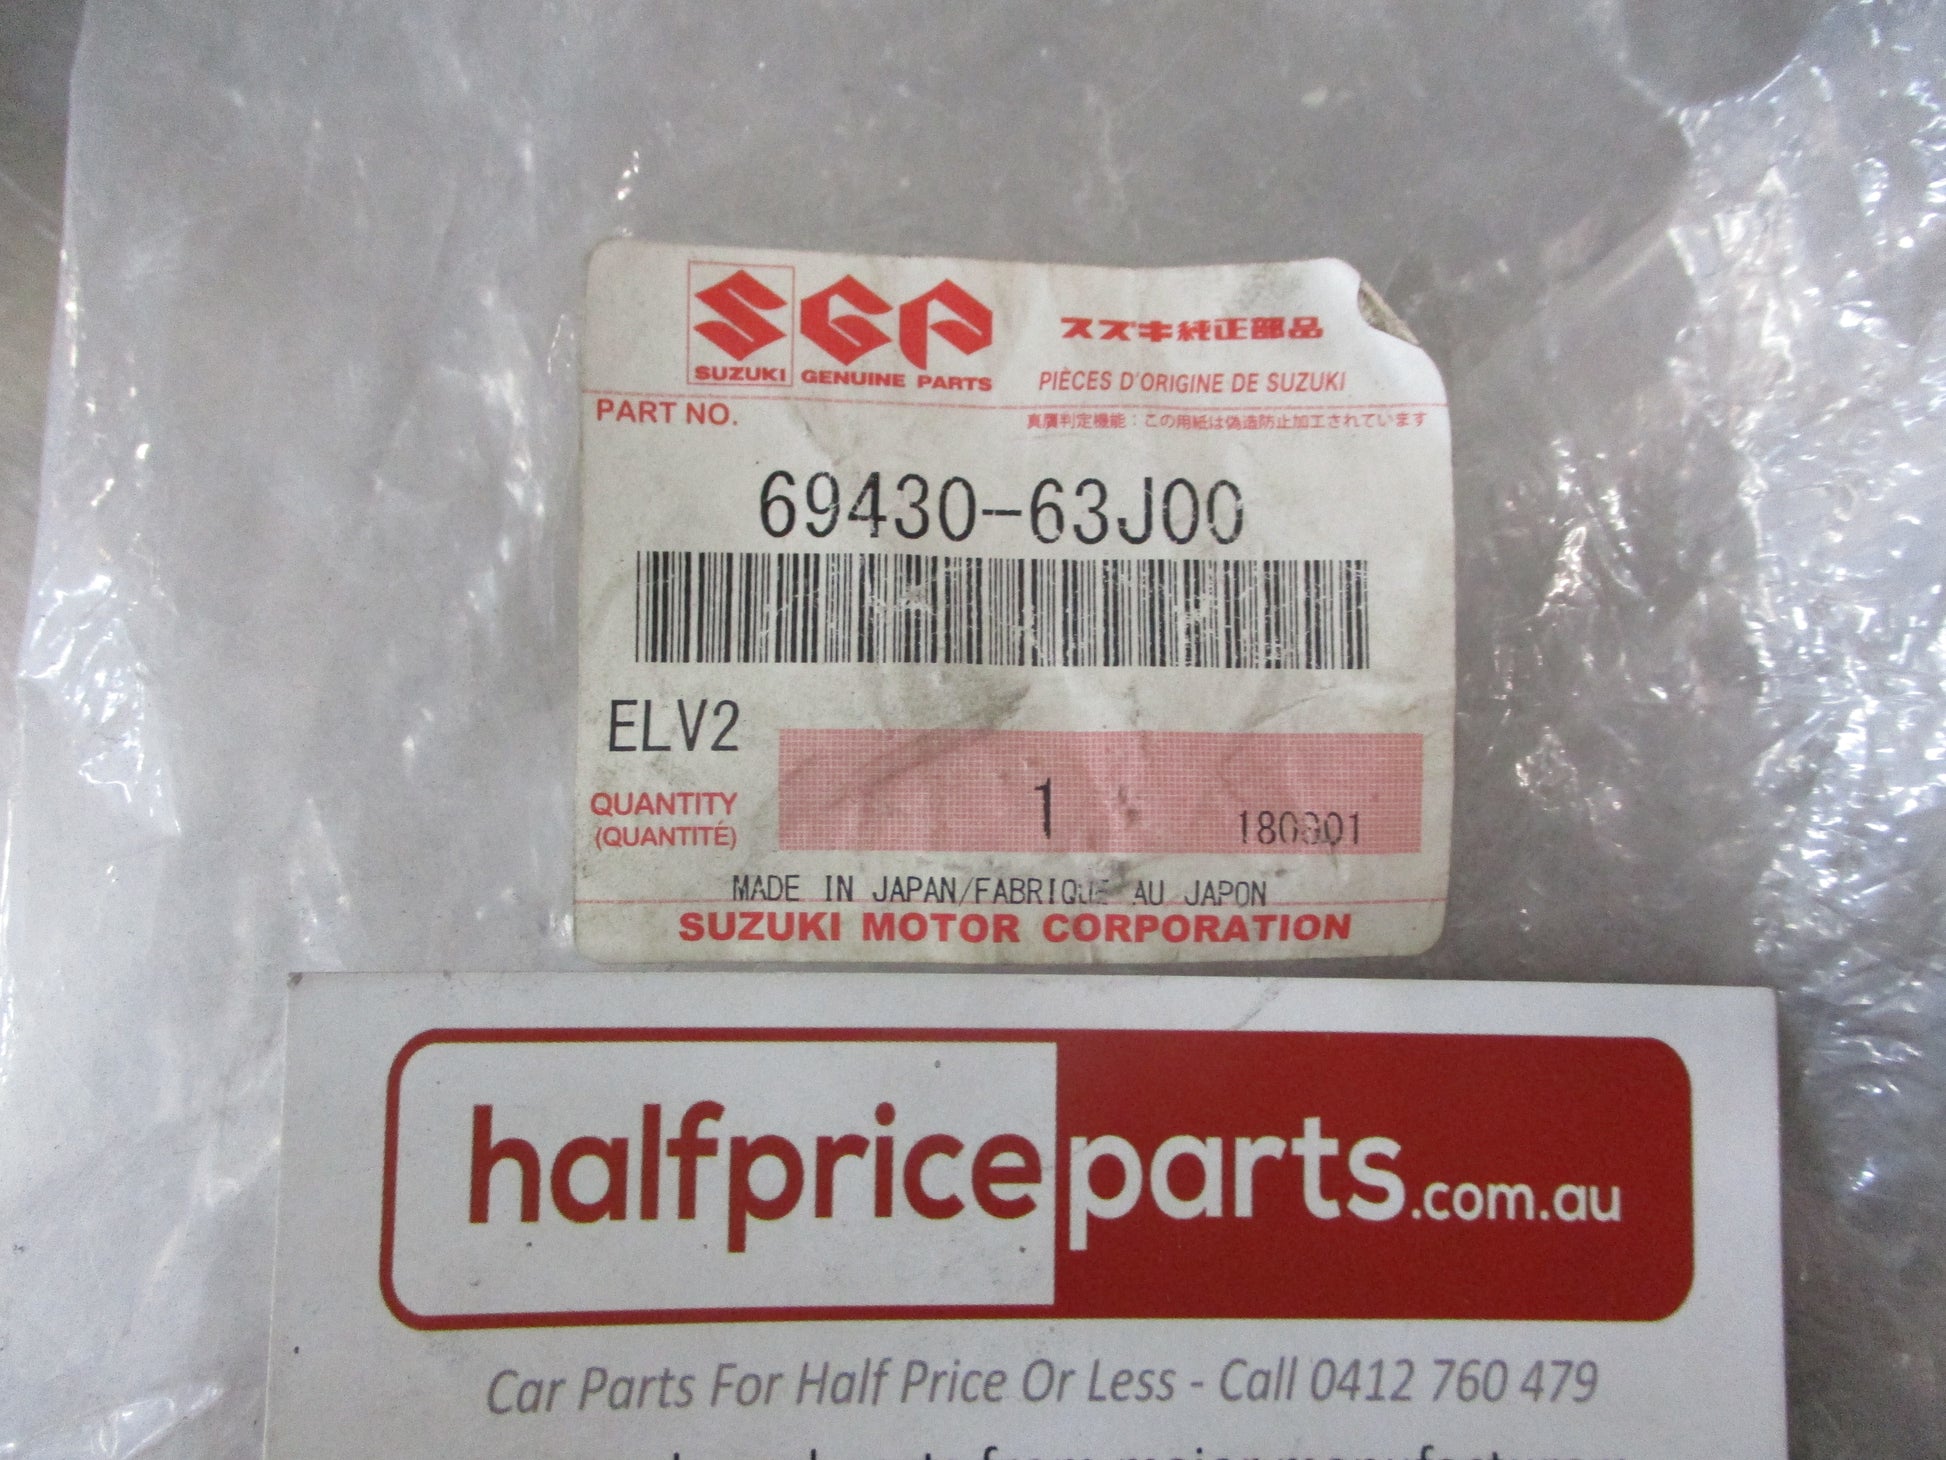 SGP
SUZUKI GENUINE PARTS
スズキ純正部品
PIÈCES D'ORIGINE DE SUZUKI
PART NO.
真贋判定機能：この用紙は偽造防止加工されています
69430-63J00
ELV2
QUANTITY
(QUANTITÉ)
1
MADE IN JAPAN/FABRIQUE AU JAPON
SUZUKI MOTOR CORPORATION
halfpriceparts.com.au
Car Parts For Half Price Or Less - Call 0412 760 479
from major